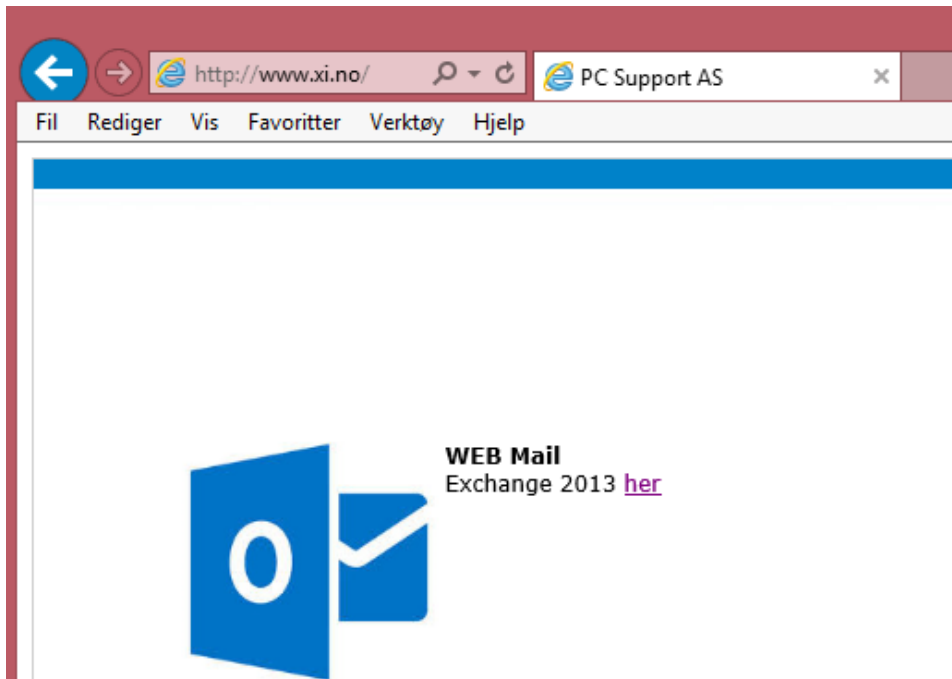 http://www.xi.no/
PC Support AS
Fil Rediger Vis Favoritter Verktøy Hjelp
WEB Mail
Exchange 2013 her
O